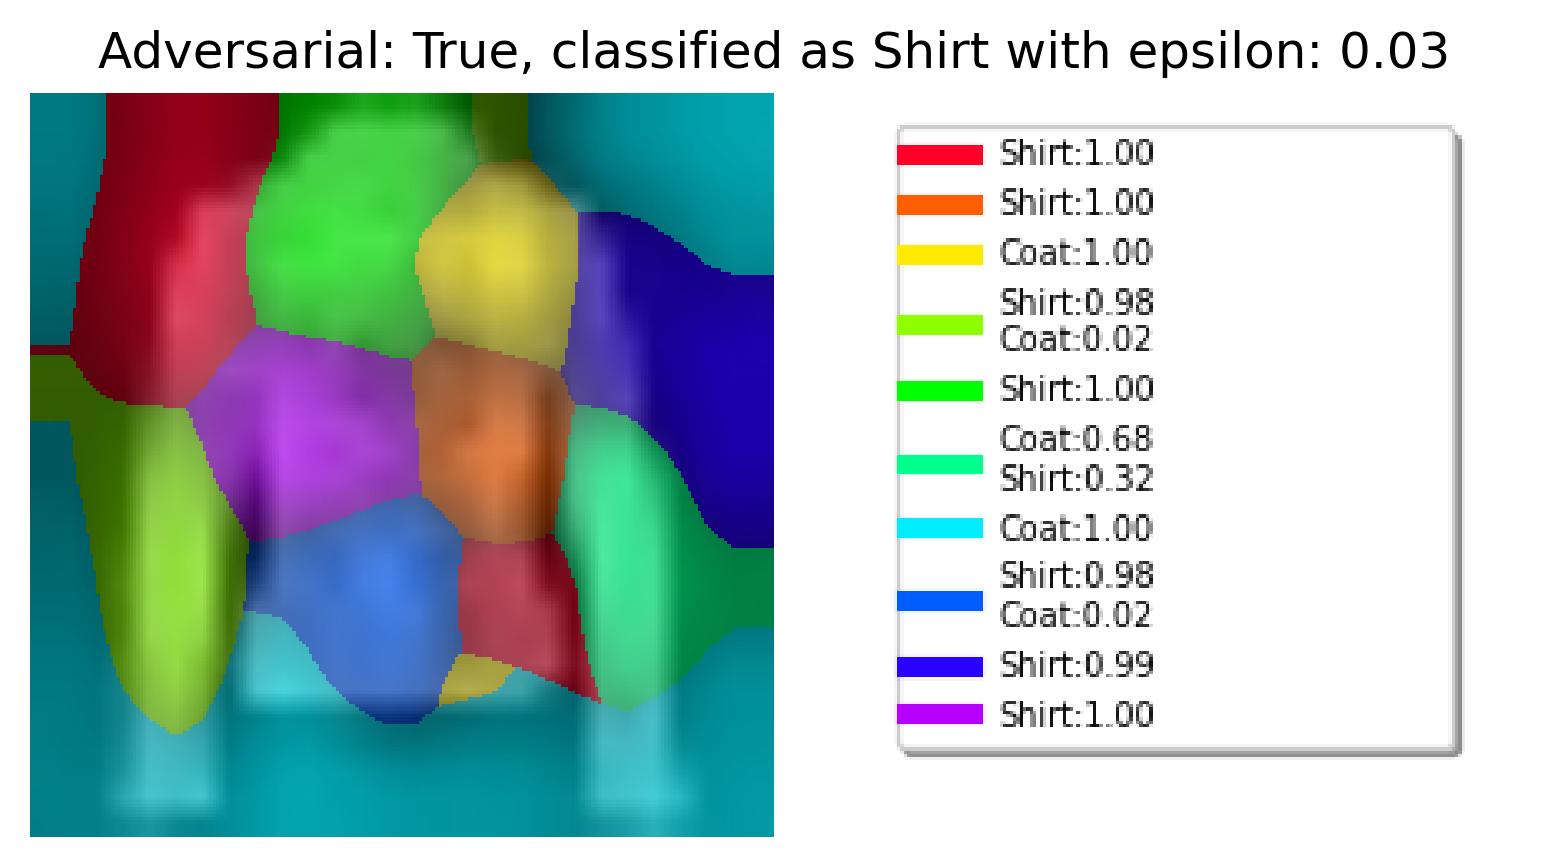 Adversarial: True, classified as Shirt with epsilon: 0.03
Shirt:1.00
Shirt:1.00
Coat:1.00
Shirt:0.98
Coat:0.02
Shirt:1.00
Coat:0.68
Shirt:0.32
Coat:1.00
Shirt:0.98
Coat:0.02
Shirt:0.99
Shirt:1.00